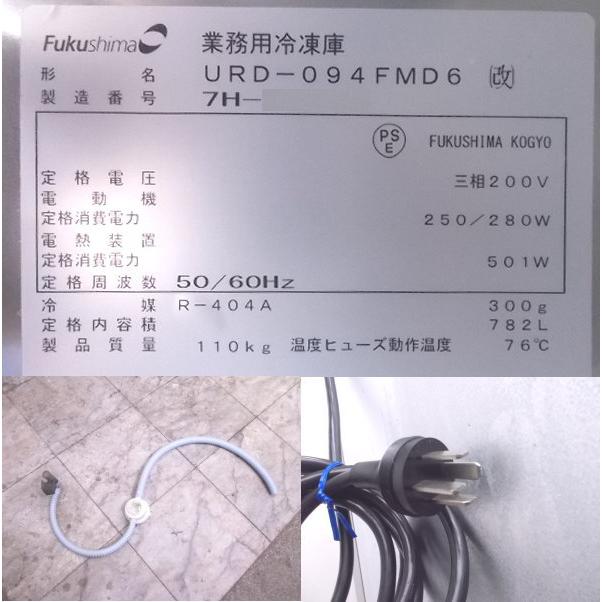 Fukushima 業務用冷凍庫
形 名 URD-094FMD6 (改)
製造番号 7H-
PSE FUKUSHIMA KOGYO
定格電圧 三相200V
電動機
定格消費電力 250/280W
電熱装置
定格消費電力 501W
定格周波数 50/60Hz
冷 媒 R-404A 300g
定格内容積 782L
製品質量 110kg 温度ヒューズ動作温度 76℃